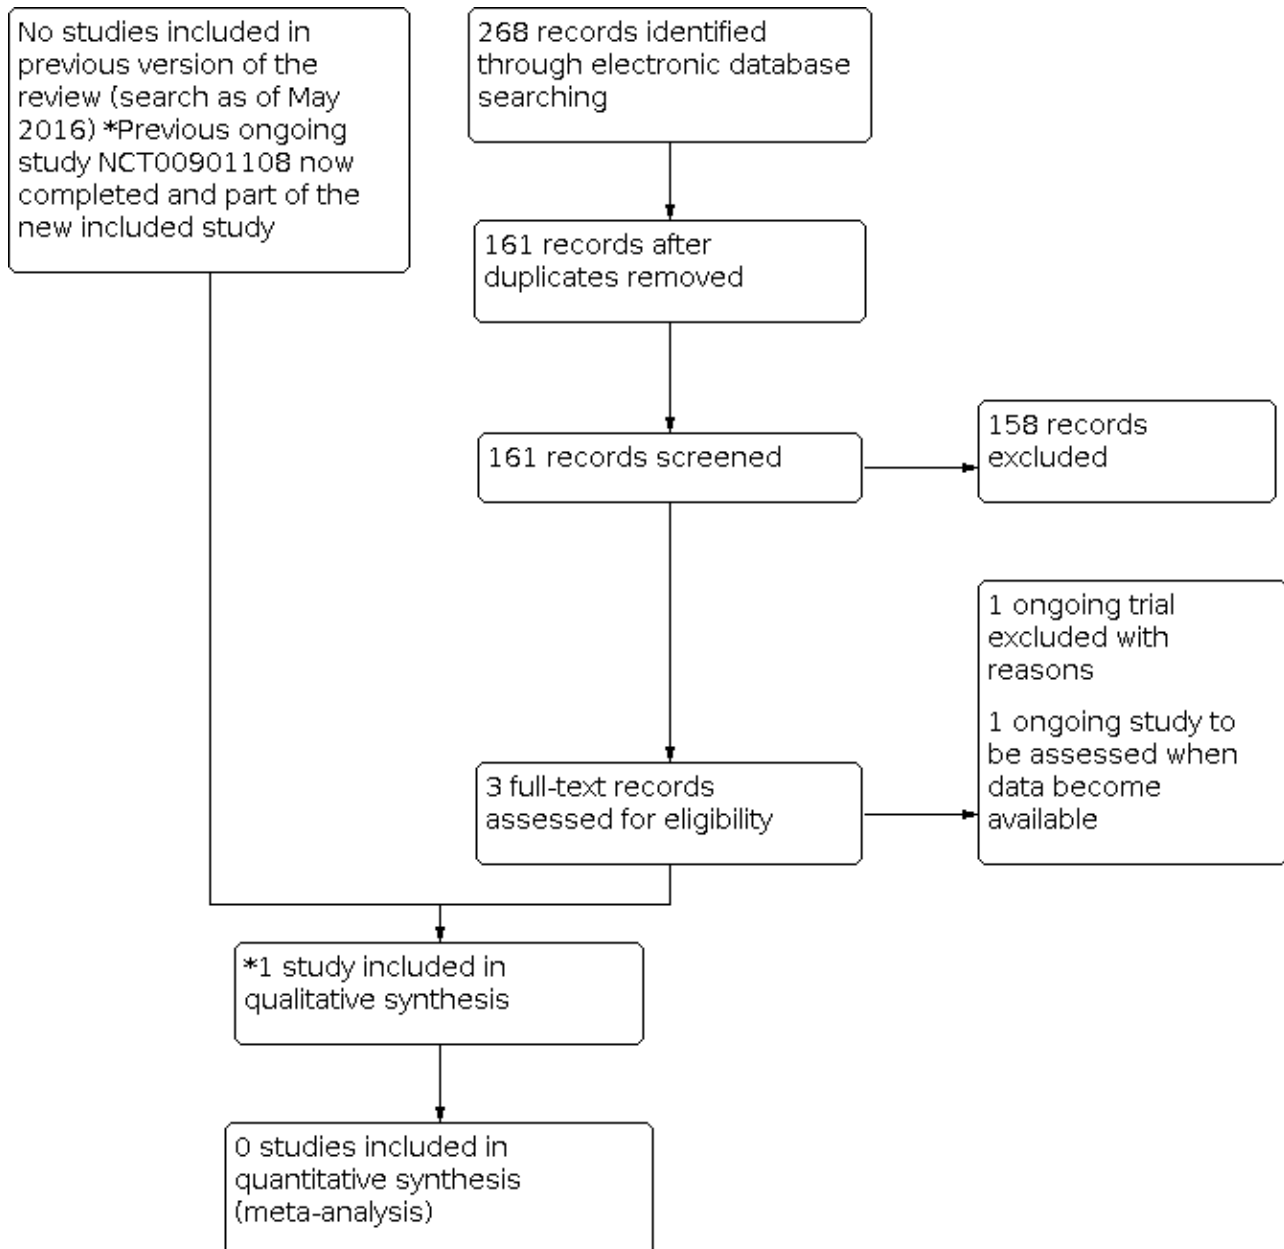 No studies included in
previous version of the
review (search as of May
2016) *Previous ongoing
study NCT00901108 now
completed and part of the
new included study
268 records identified
through electronic database
searching
161 records after
duplicates removed
161 records screened
158 records
excluded
3 full-text records
assessed for eligibility
1 ongoing trial
excluded with
reasons
1 ongoing study to
be assessed when
data become
available
*1 study included in
qualitative synthesis
0 studies included in
quantitative synthesis
(meta-analysis)